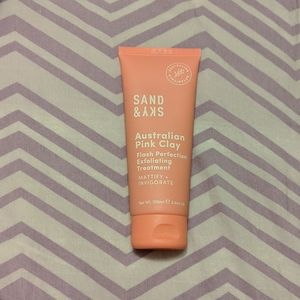 SAND
& SKY
Australian
Pink Clay
Flash Perfection
Exfoliating
Treatment
MATTIFY +
INVIGORATE